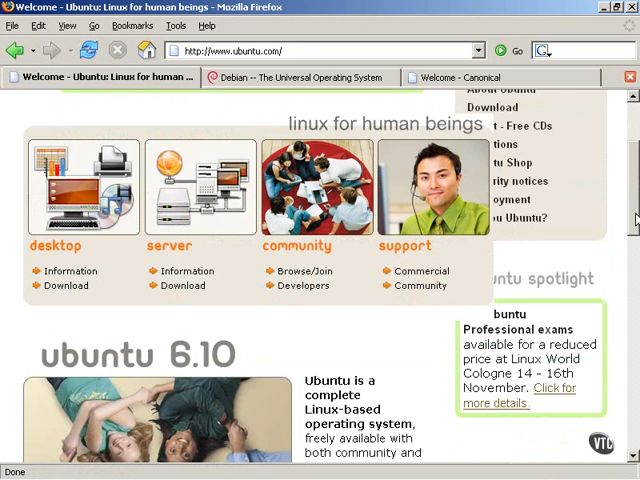 Welcome - Ubuntu: Linux for human beings - Mozilla Firefox
File Edit View Go Bookmarks Tools Help
http://www.ubuntu.com/
Go
G
Welcome - Ubuntu: Linux for human ...
Debian -- The Universal Operating System
Welcome - Canonical
About Ubuntu
Download
- Free CDs
linux for human beings
Shop
notices
Ubuntu?
desktop
Information
Download
server
Information
Download
community
Browse/Join
Developers
support
Commercial
Community
spotlight
Professional exams
available for a reduced
price at Linux World
Cologne 14 - 16th
November. Click for
more details.
ubuntu 6.10
Ubuntu is a
complete
Linux-based
operating system,
freely available with
both community and
VTC
Done